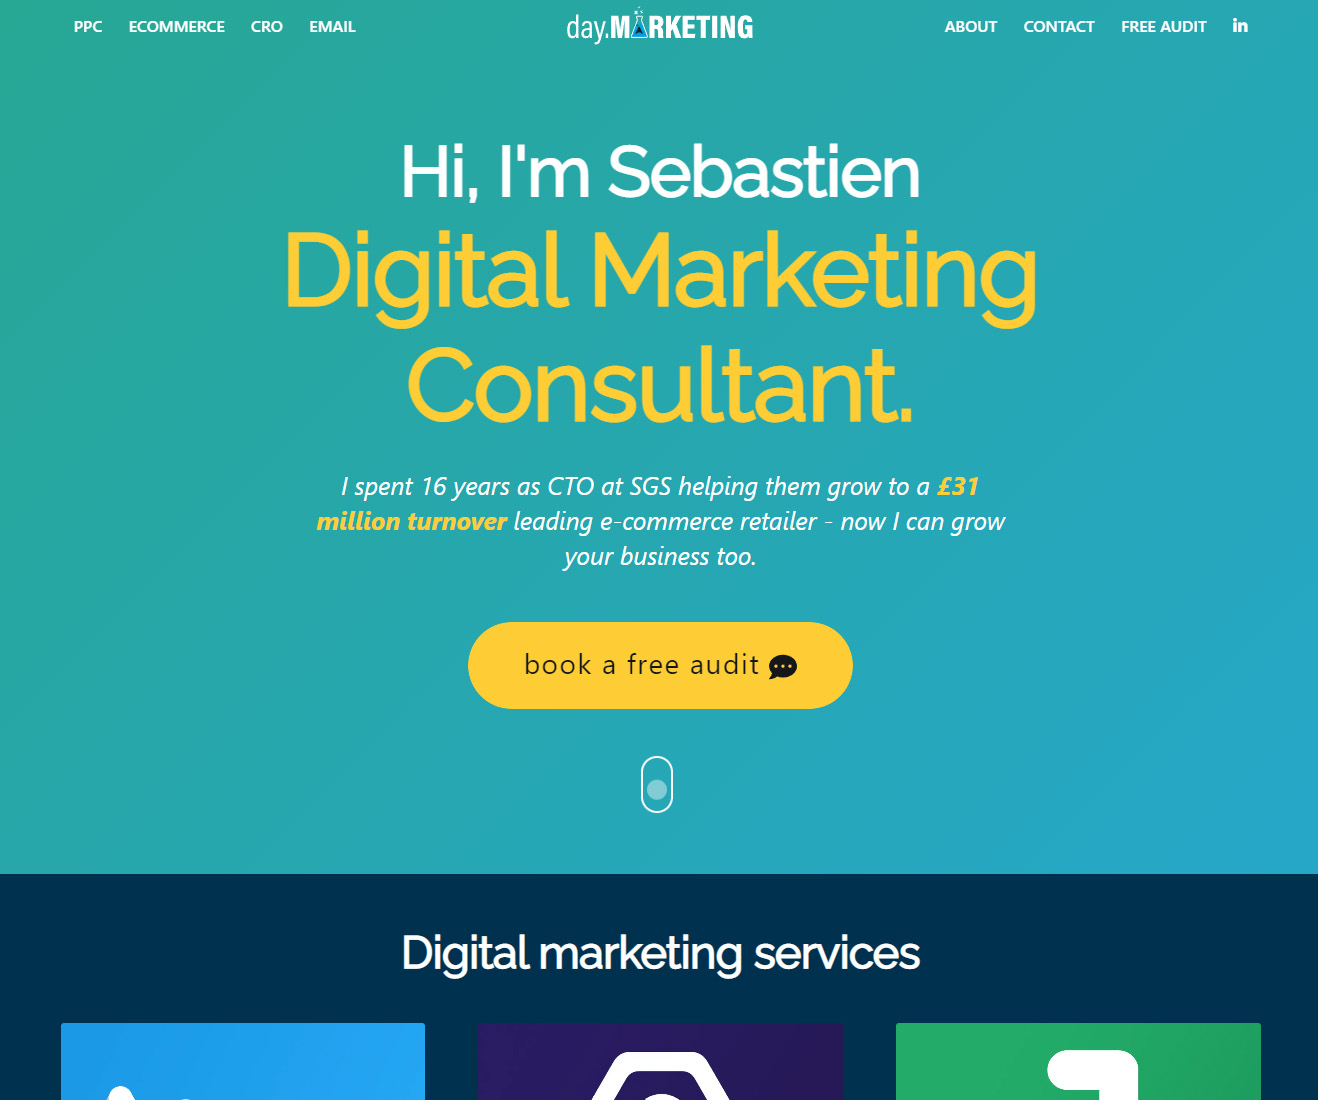 PPC ECOMMERCE CRO EMAIL day.MARKETING ABOUT CONTACT FREE AUDIT in
Hi, I'm Sebastien
Digital Marketing
Consultant.
I spent 16 years as CTO at SGS helping them grow to a £31
million turnover leading e-commerce retailer - now I can grow
your business too.
book a free audit
Digital marketing services